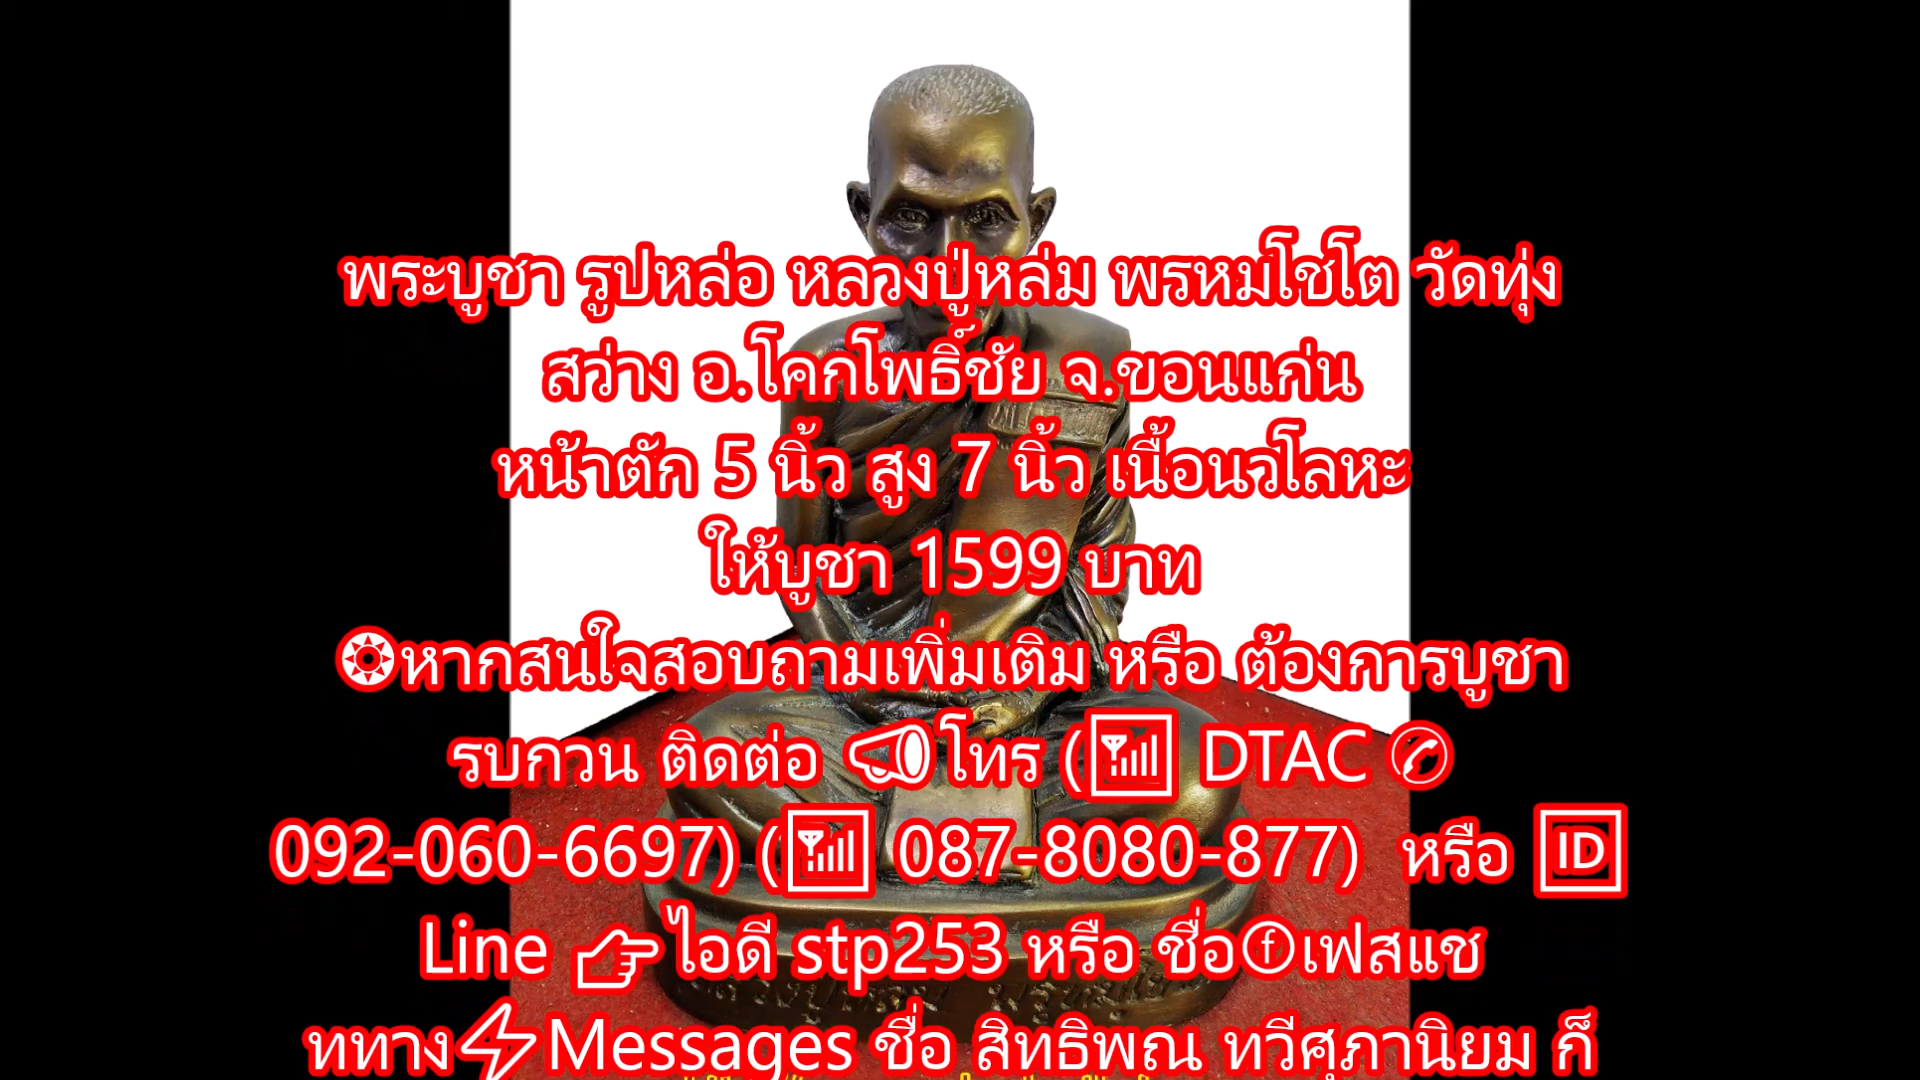 พระบูชา รูปหล่อ หลวงปู่หล่ม พรหมโชโต วัดทุ่ง
สว่าง อ.โคกโพธิ์ชัย จ.ขอนแก่น
หน้าตัก 5 นิ้ว สูง 7 นิ้ว เนื้อนวโลหะ
ให้บูชา 1599 บาท
❂หากสนใจสอบถามเพิ่มเติม หรือ ต้องการบูชา
รบกวน ติดต่อ 📢โทร (📶 DTAC ✆
092-060-6697) (📶 087-8080-877)  หรือ 🆔
Line 👉ไอดี stp253 หรือ ชื่อⓕเฟสแช
ททาง⚡Messages ชื่อ สิทธิพณ ทวีศุภานิยม ก็